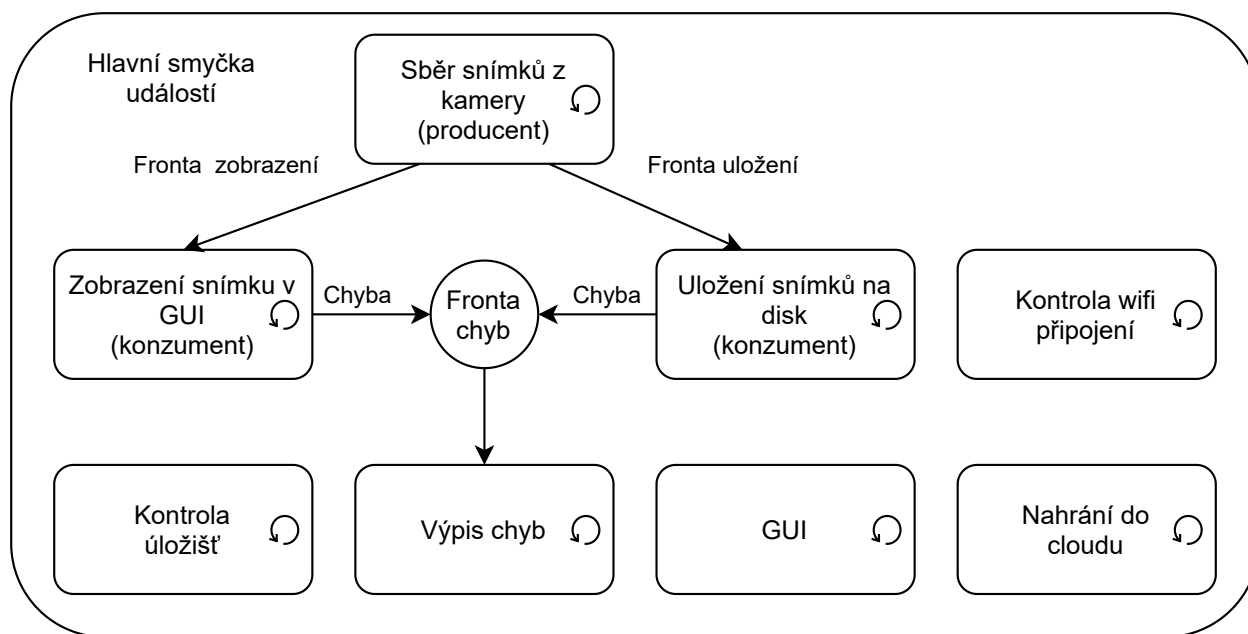 Hlavní smyčka
událostí
Sběr snímků z
kamery
(producent)
Fronta  zobrazení
Fronta uložení
Zobrazení snímku v
GUI
(konzument)
Chyba
Fronta
chyb
Chyba
Uložení snímků na
disk
(konzument)
Kontrola wifi
připojení
Kontrola
úložišť
Výpis chyb
GUI
Nahrání do
cloudu